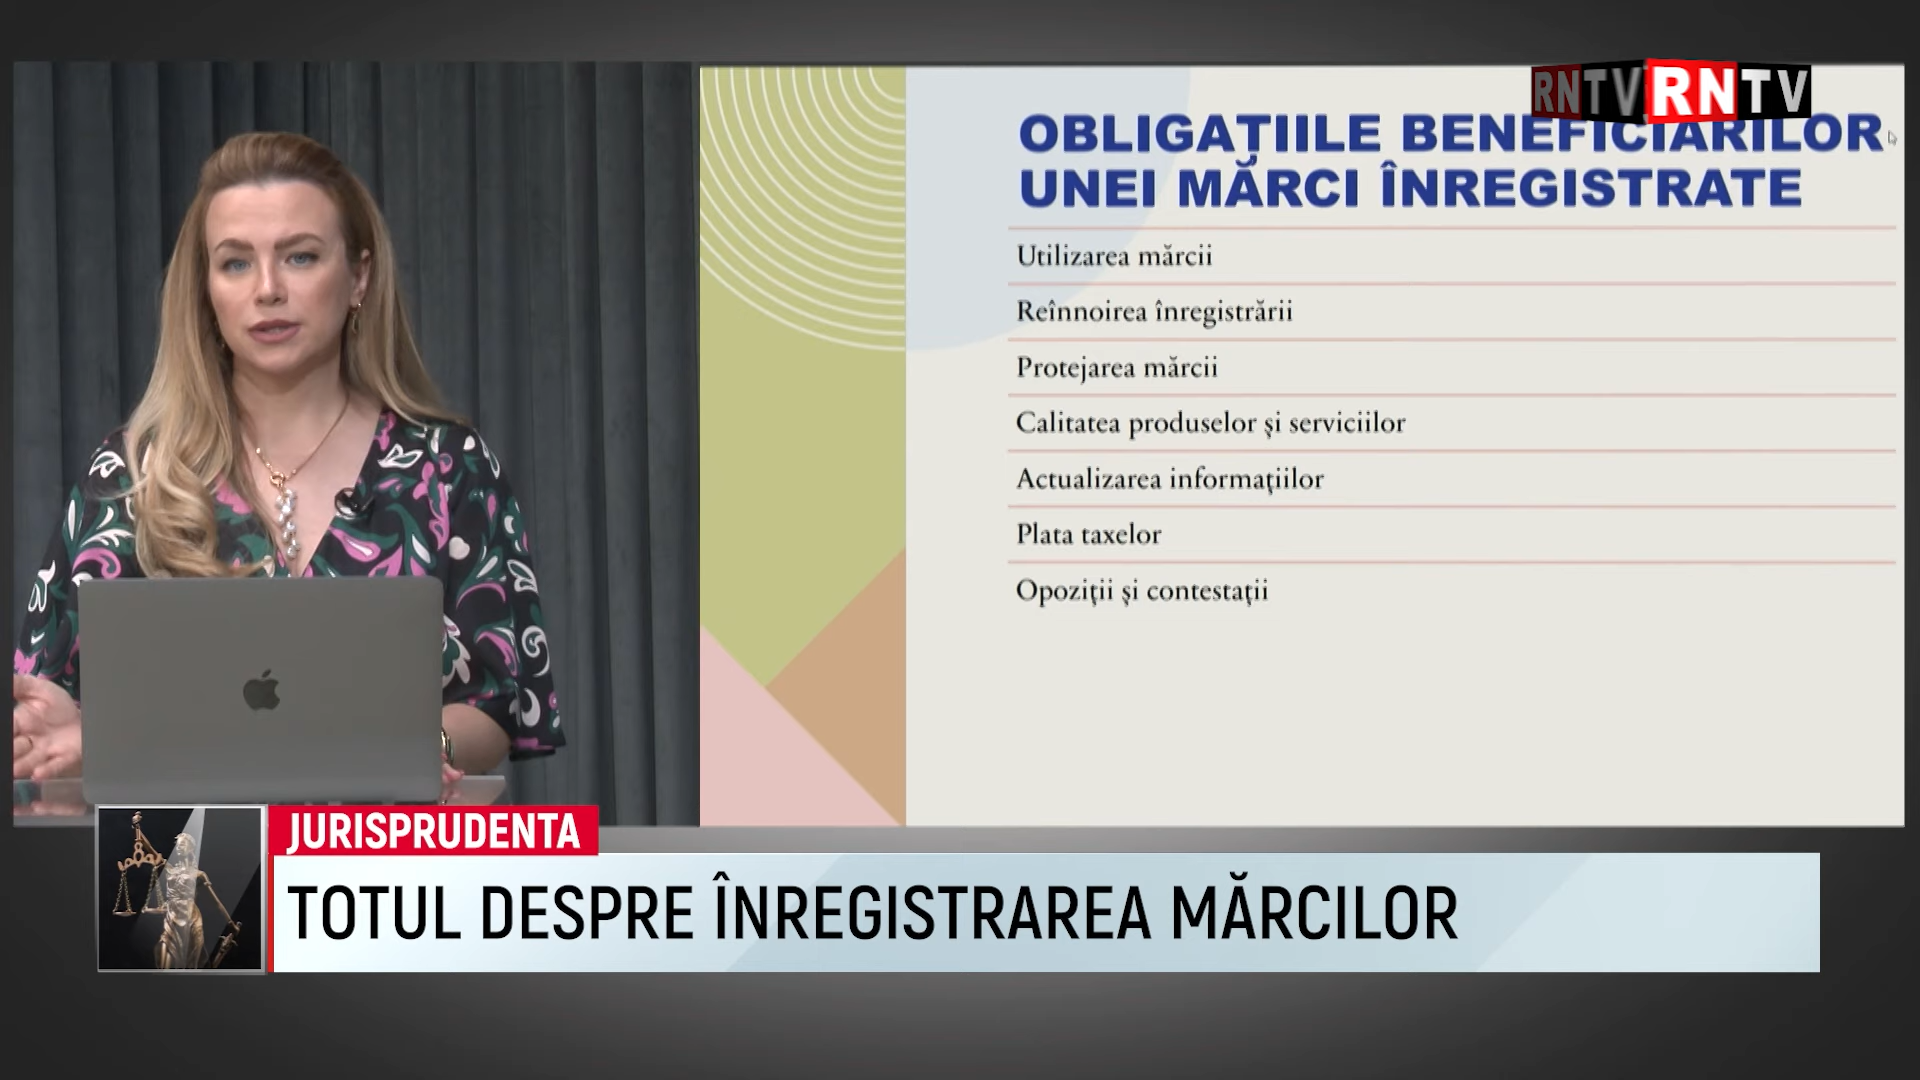 RNTV RNTV
OBLIGAȚIILE BENEFICIARILOR
UNEI MĂRCI ÎNREGISTRATE
Utilizarea mărcii
Reînnoirea înregistrării
Protejarea mărcii
Calitatea produselor și serviciilor
Actualizarea informațiilor
Plata taxelor
Opoziții și contestații
JURISPRUDENTA
TOTUL DESPRE ÎNREGISTRAREA MĂRCILOR